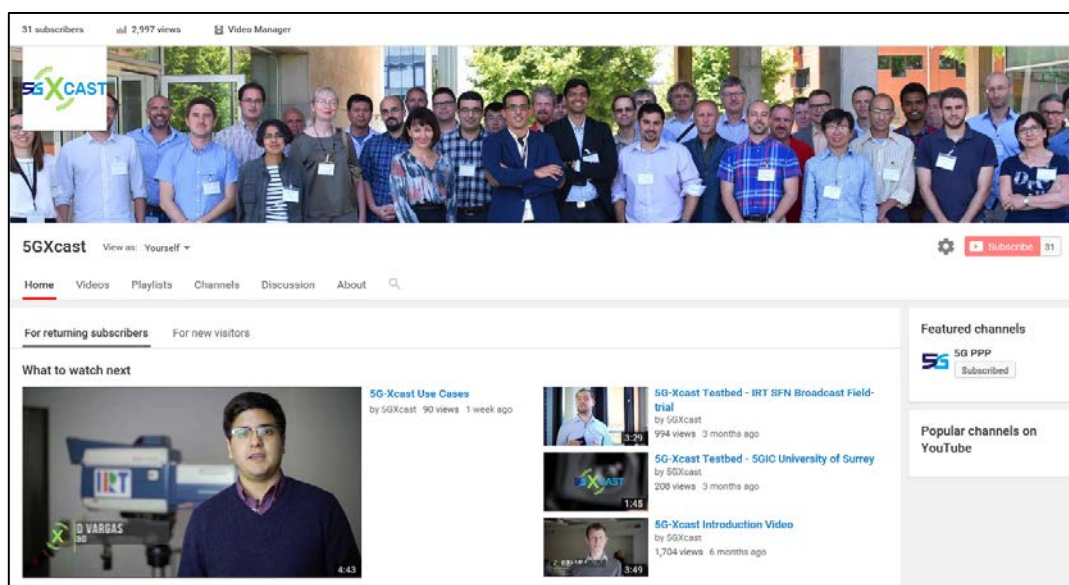 31 subscribers 2,997 views Video Manager
5G XCAST
5GXcast View as: Yourself
Subscribe 31
Home Videos Playlists Channels Discussion About
For returning subscribers For new visitors
What to watch next
IRT
D VARGAS
4:43
5G-Xcast Use Cases
by 5GXcast 90 views 1 week ago
3:29
5G-Xcast Testbed - IRT SFN Broadcast Field-
trial
by 5GXcast
994 views 3 months ago
5G XCAST
1:45
5G-Xcast Testbed - 5GIC University of Surrey
by 5GXcast
208 views 3 months ago
3:49
5G-Xcast Introduction Video
by 5GXcast
1,704 views 6 months ago
Featured channels
5G
5G PPP
Subscribed
Popular channels on
YouTube